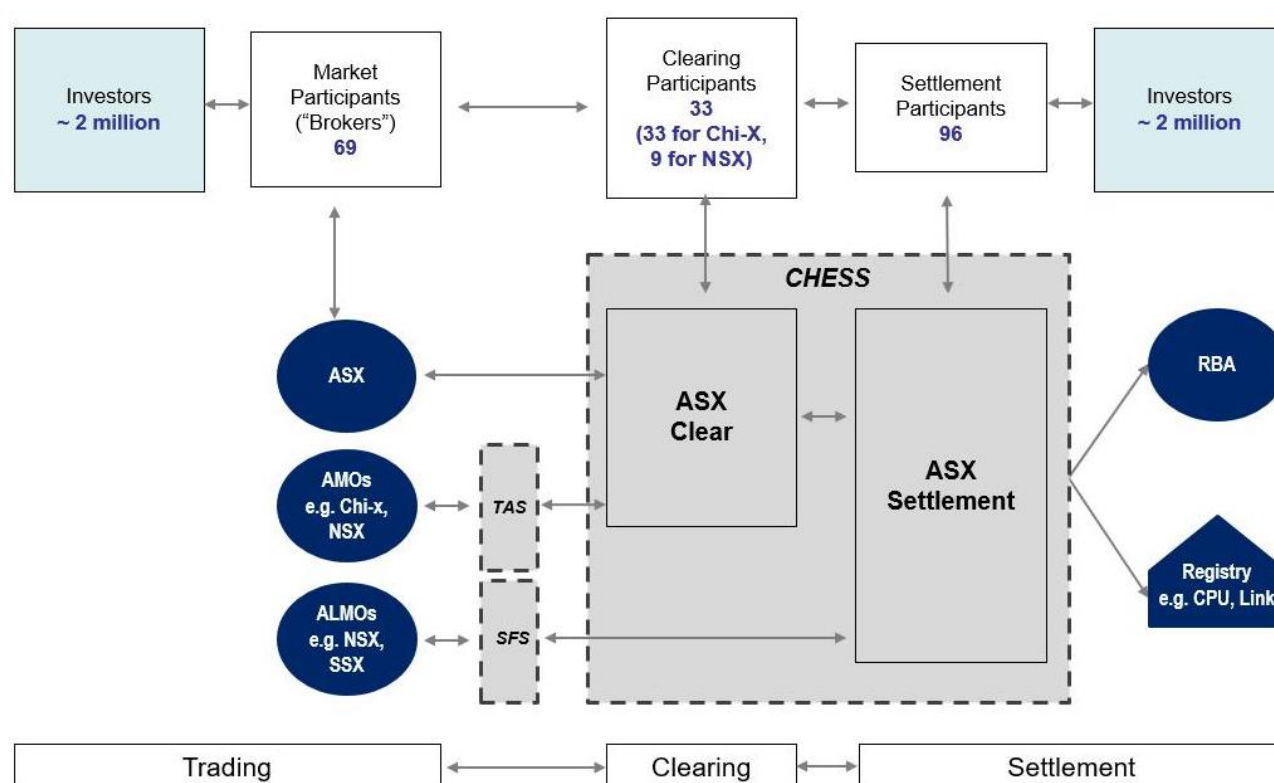 Investors
~ 2 million
Market
Participants
(“Brokers”)
69
Clearing
Participants
33
(33 for Chi-X,
9 for NSX)
Settlement
Participants
96
Investors
~ 2 million
CHESS
ASX
ASX
Clear
ASX
Settlement
RBA
AMOs
e.g. Chi-x,
NSX
TAS
ALMOs
e.g. NSX,
SSX
SFS
Registry
e.g. CPU, Link
Trading
Clearing
Settlement